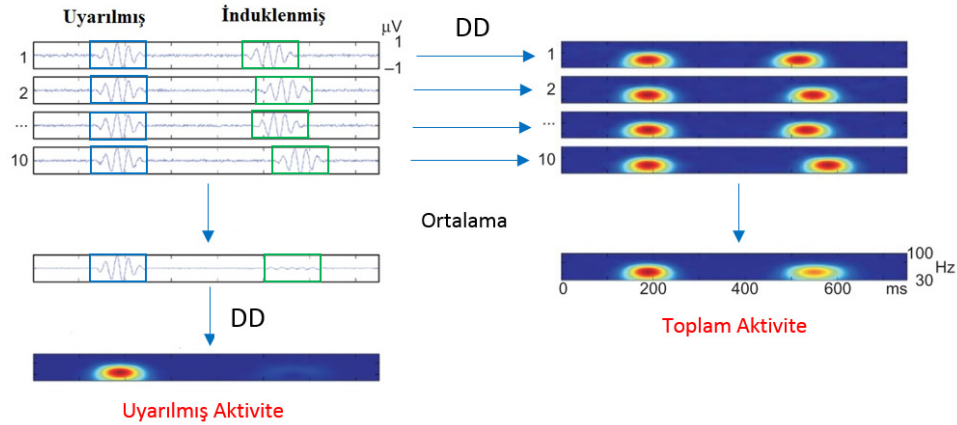 Uyarılmış İnduklenmiş
µV
DD
1
1
–1
1
2
2
...
...
10
10
Ortalama
100
Hz
30
0 200 400 600 ms
DD
Toplam Aktivite
Uyarılmış Aktivite